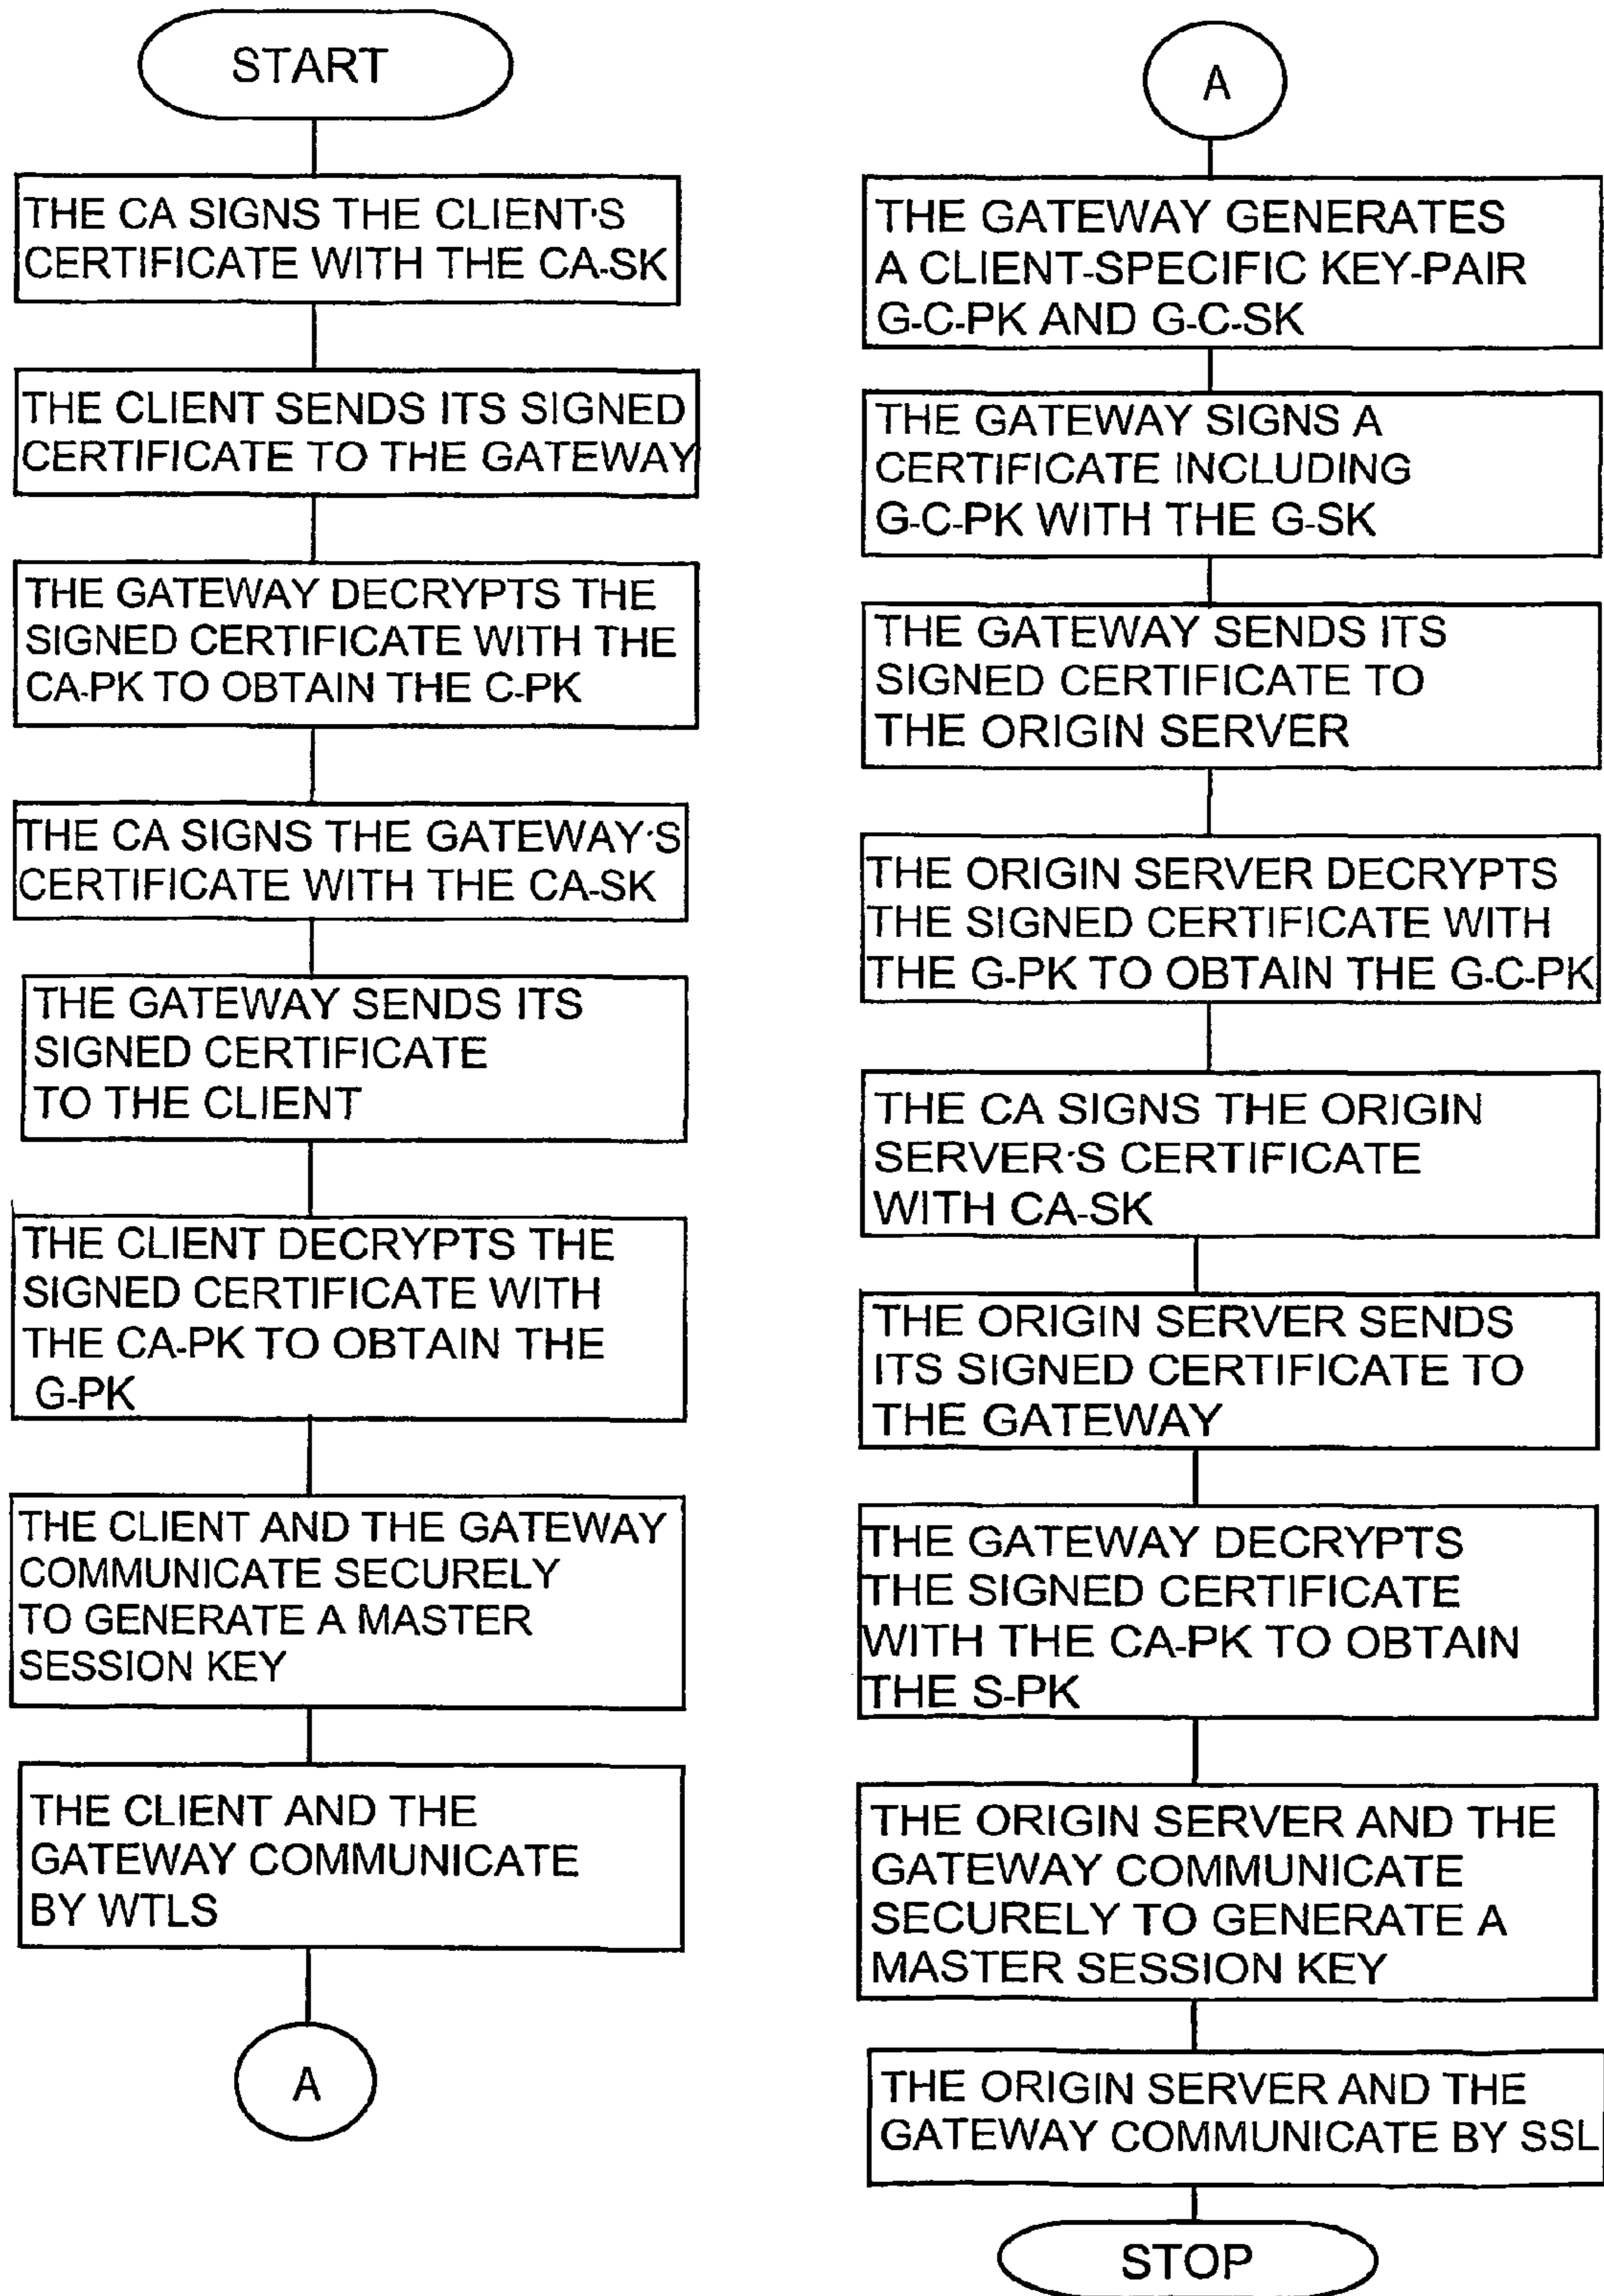 START
THE CA SIGNS THE CLIENT'S
CERTIFICATE WITH THE CA-SK
THE CLIENT SENDS ITS SIGNED
CERTIFICATE TO THE GATEWAY
THE GATEWAY DECRYPTS THE
SIGNED CERTIFICATE WITH THE
CA-PK TO OBTAIN THE C-PK
THE CA SIGNS THE GATEWAY'S
CERTIFICATE WITH THE CA-SK
THE GATEWAY SENDS ITS
SIGNED CERTIFICATE
TO THE CLIENT
THE CLIENT DECRYPTS THE
SIGNED CERTIFICATE WITH
THE CA-PK TO OBTAIN THE
G-PK
THE CLIENT AND THE GATEWAY
COMMUNICATE SECURELY
TO GENERATE A MASTER
SESSION KEY
THE CLIENT AND THE
GATEWAY COMMUNICATE
BY WTLS
A
A
THE GATEWAY GENERATES
A CLIENT-SPECIFIC KEY-PAIR
G-C-PK AND G-C-SK
THE GATEWAY SIGNS A
CERTIFICATE INCLUDING
G-C-PK WITH THE G-SK
THE GATEWAY SENDS ITS
SIGNED CERTIFICATE TO
THE ORIGIN SERVER
THE ORIGIN SERVER DECRYPTS
THE SIGNED CERTIFICATE WITH
THE G-PK TO OBTAIN THE G-C-PK
THE CA SIGNS THE ORIGIN
SERVER'S CERTIFICATE
WITH CA-SK
THE ORIGIN SERVER SENDS
ITS SIGNED CERTIFICATE TO
THE GATEWAY
THE GATEWAY DECRYPTS
THE SIGNED CERTIFICATE
WITH THE CA-PK TO OBTAIN
THE S-PK
THE ORIGIN SERVER AND THE
GATEWAY COMMUNICATE
SECURELY TO GENERATE A
MASTER SESSION KEY
THE ORIGIN SERVER AND THE
GATEWAY COMMUNICATE BY SSL
STOP